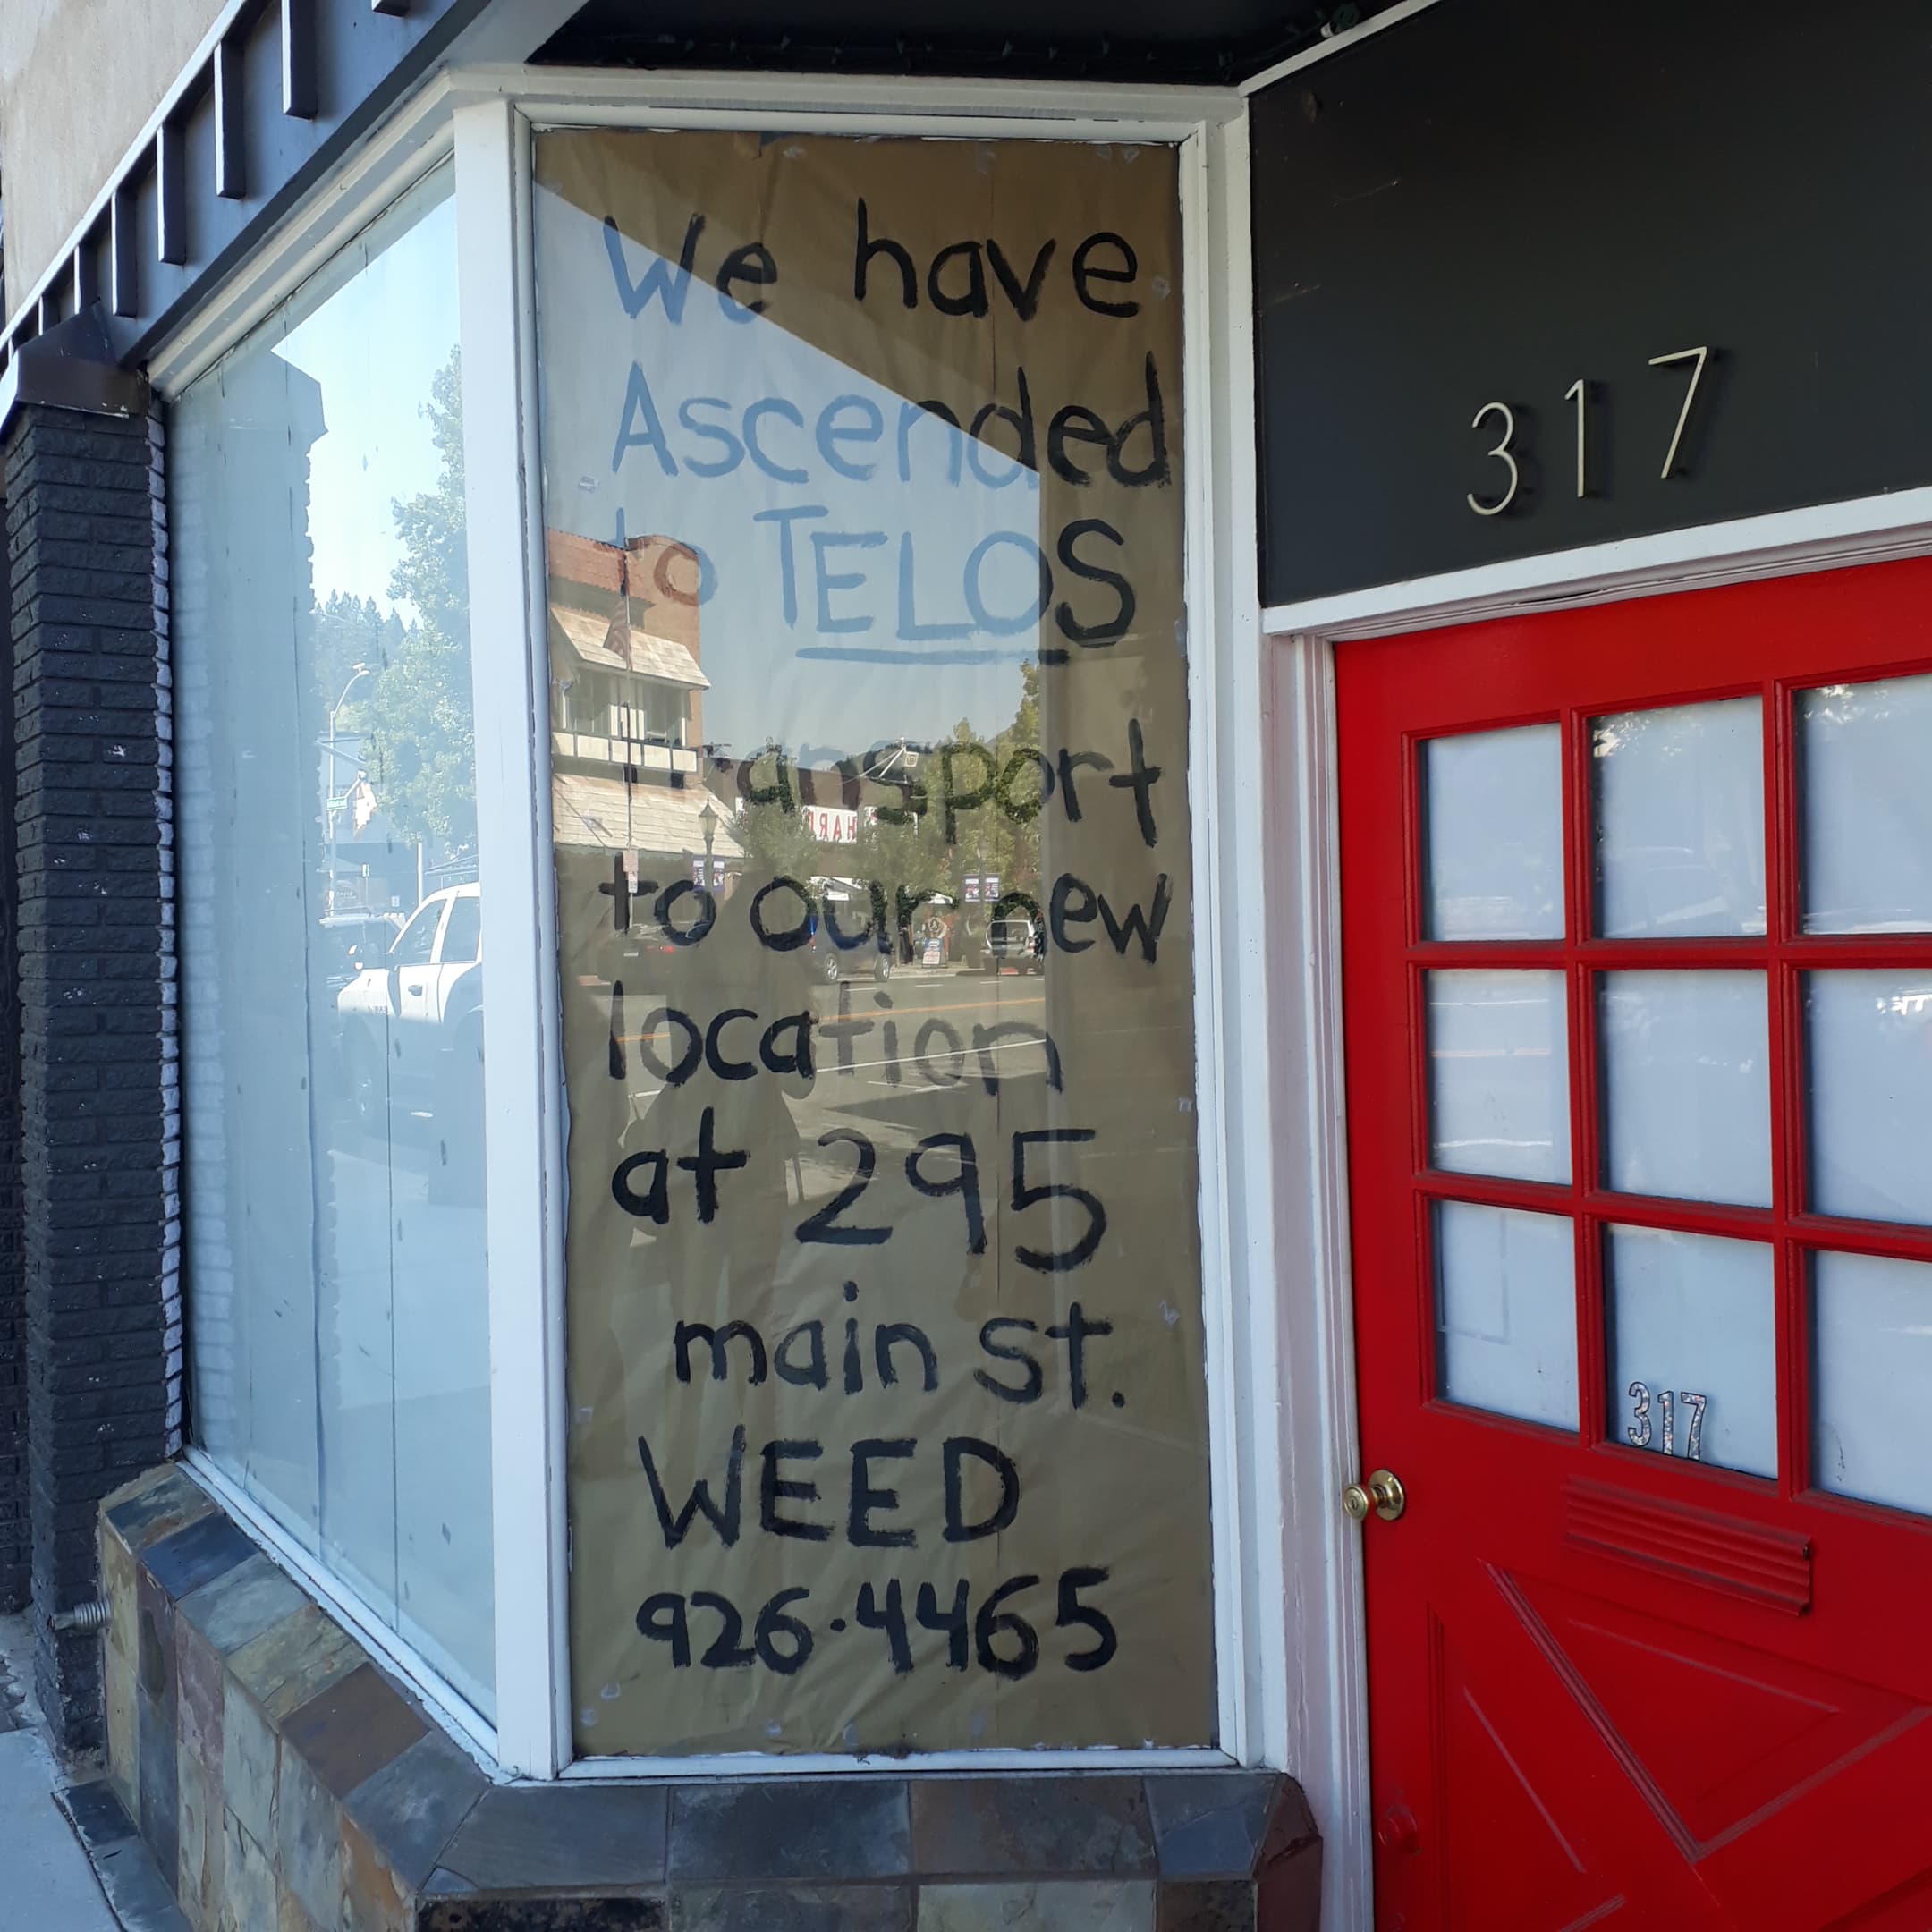 We have
Ascended
to TELOS
Transport
to our new
location
at 295
main st.
WEED
926·4465
317
317